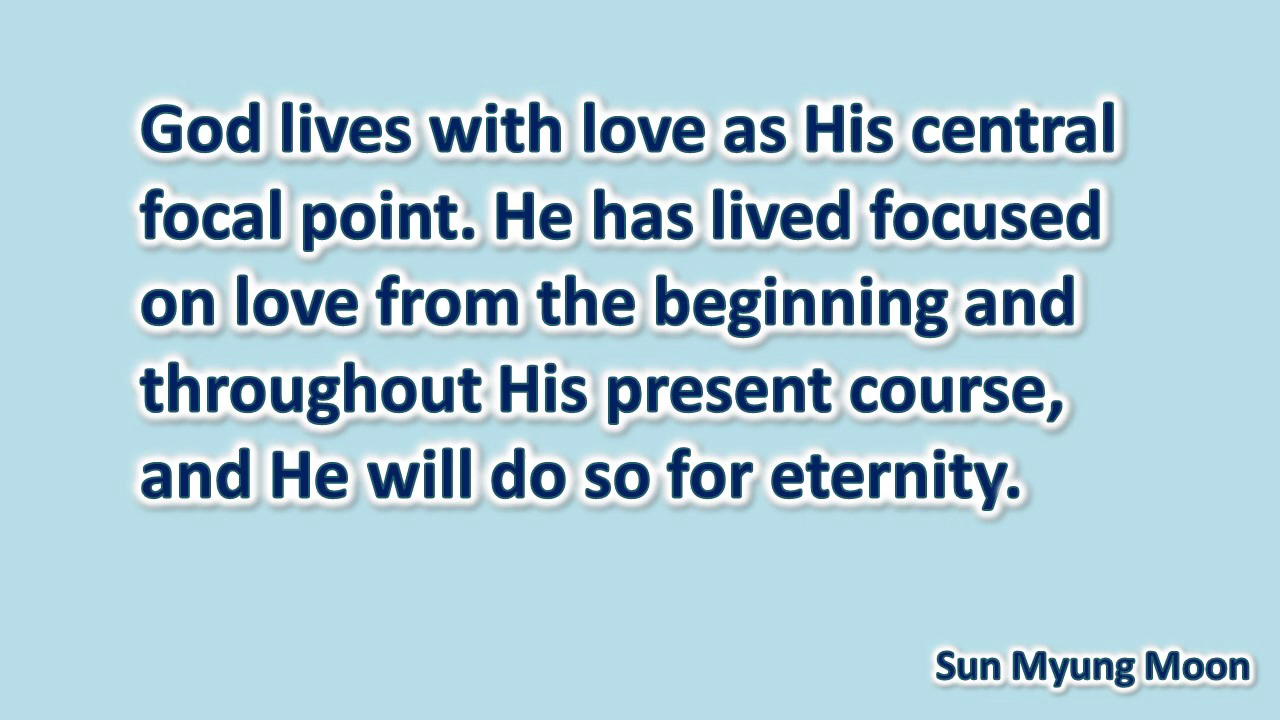 God lives with love as His central
focal point. He has lived focused
on love from the beginning and
throughout His present course,
and He will do so for eternity.
Sun Myung Moon